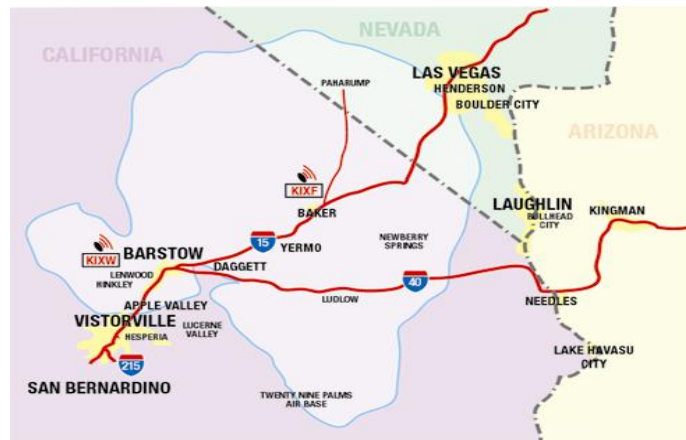 NEVADA
CALIFORNIA
LAS VEGAS
PAHARUMP
HENDERSON
BOULDER CITY
ARIZONA
KIXF
LAUGHLIN
BAKER
BULLHEAD
CITY
KINGMAN
15
YERMO
NEWBERRY
SPRINGS
KIXW
BARSTOW
DAGGETT
LENWOOD
HINKLEY
40
LUDLOW
NEEDLES
APPLE VALLEY
VISTORVILLE
HESPERIA
LUCERNE
VALLEY
215
LAKE HAVASU
CITY
SAN BERNARDINO
TWENTY NINE PALMS
AIR BASE